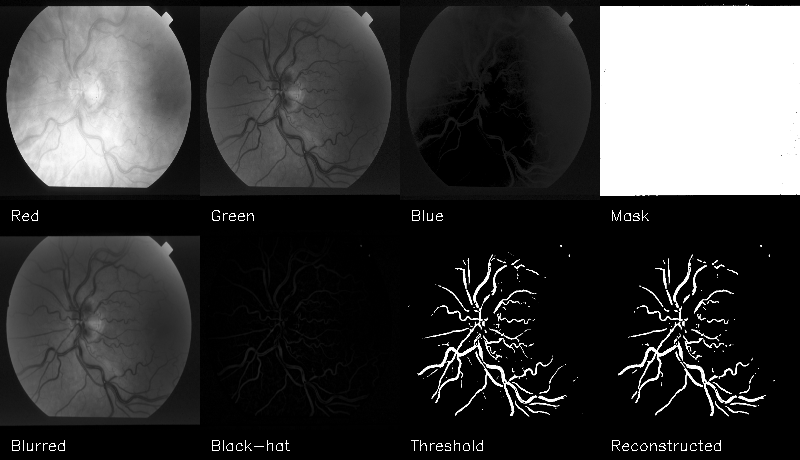 Red
Green
Blue
Mask
Blurred
Black-hat
Threshold
Reconstructed